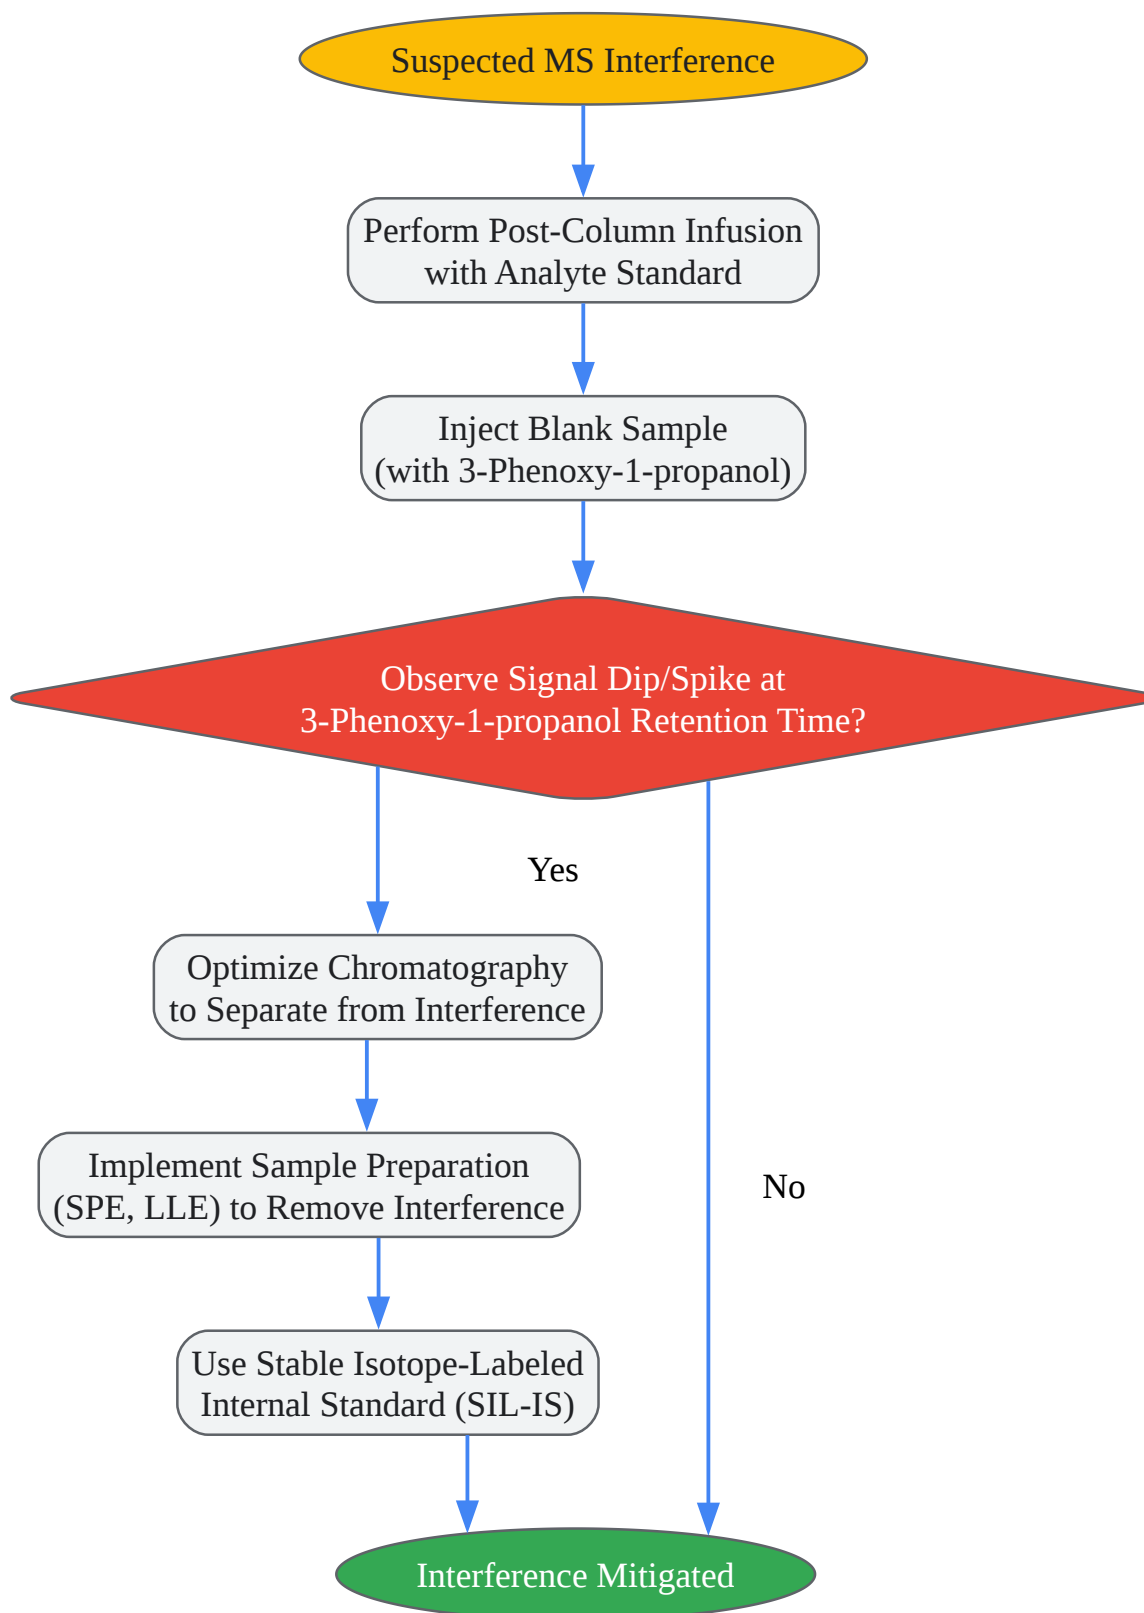 Suspected MS Interference
Perform Post-Column Infusion
with Analyte Standard
Inject Blank Sample
(with 3-Phenoxy-1-propanol)
Observe Signal Dip/Spike at
3-Phenoxy-1-propanol Retention Time?
Yes
Optimize Chromatography
to Separate from Interference
Implement Sample Preparation
(SPE, LLE) to Remove Interference
No
Use Stable Isotope-Labeled
Internal Standard (SIL-IS)
Interference Mitigated